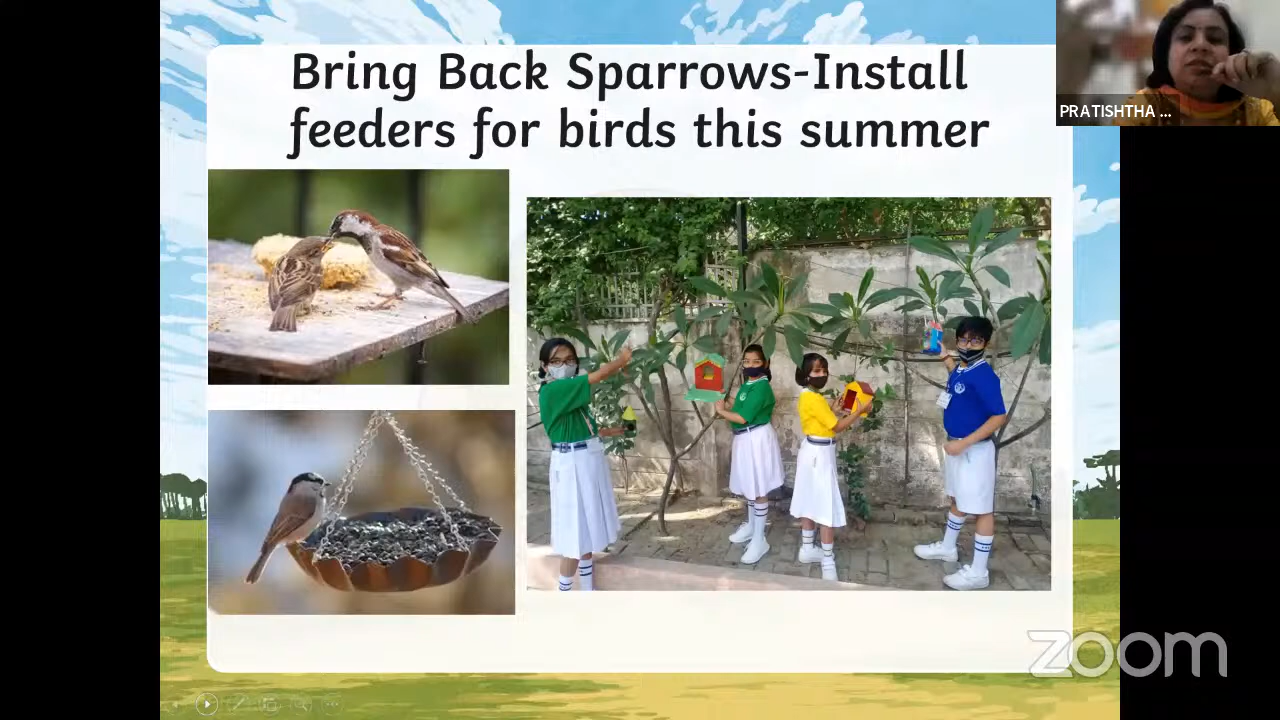 Bring Back Sparrows-Install
feeders for birds this summer
PRATISHTHA ...
zoom